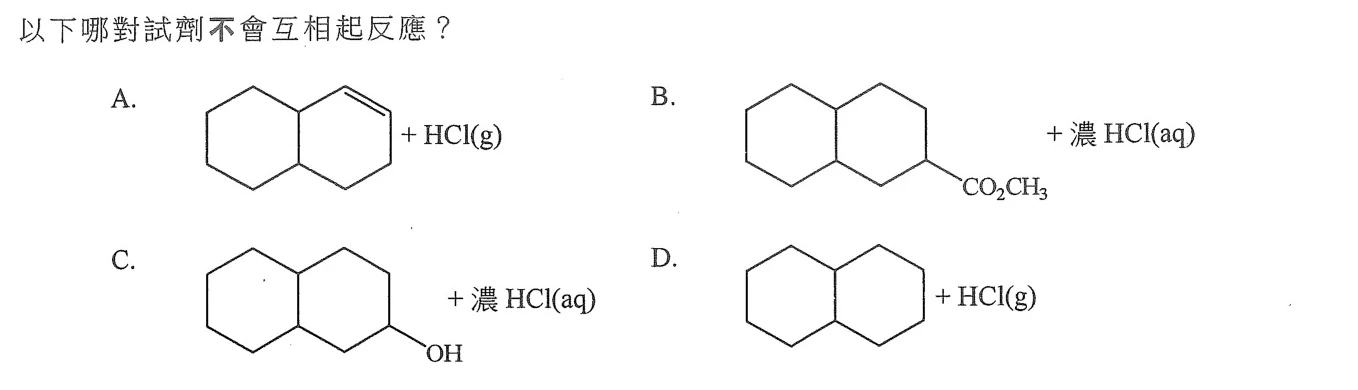 以下哪對試劑不會互相起反應？
A. + HCl(g)
B. + 濃 HCl(aq)
CO₂CH₃
C. + 濃 HCl(aq)
OH
D. + HCl(g)